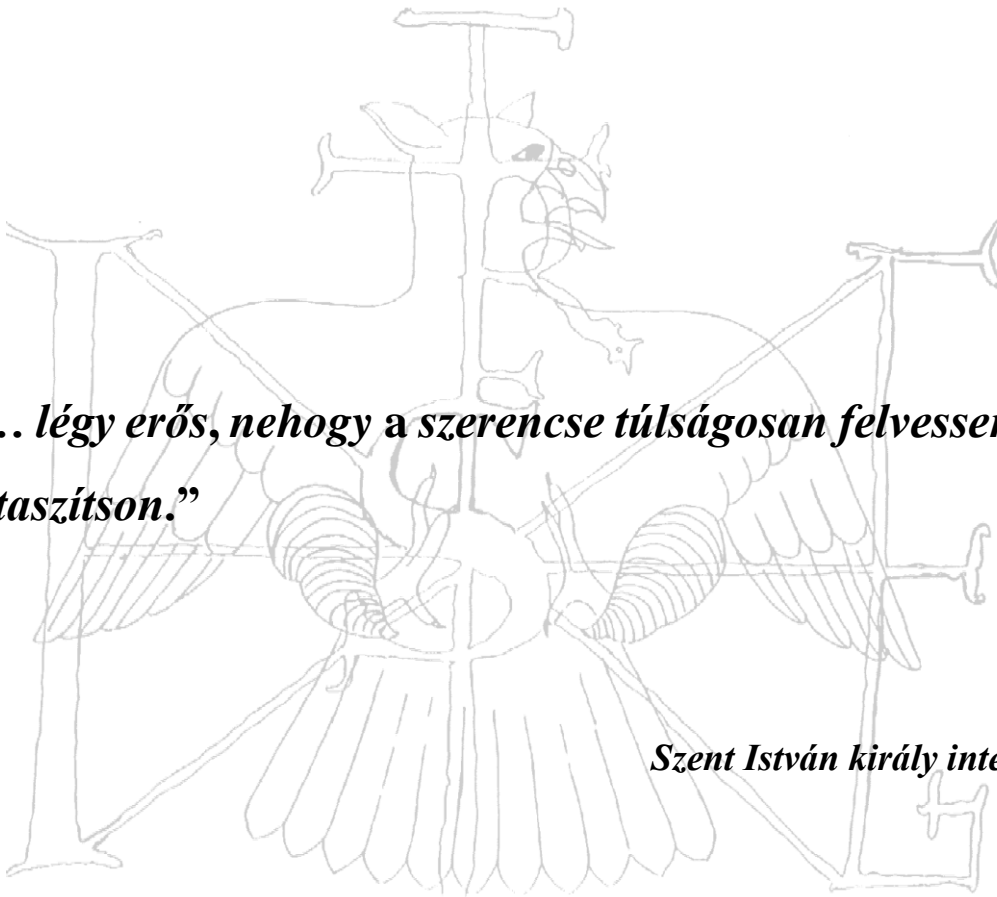 … légy erős, nehogy a szerencse túlságosan felvessen
taszítson.”
Szent István király inte